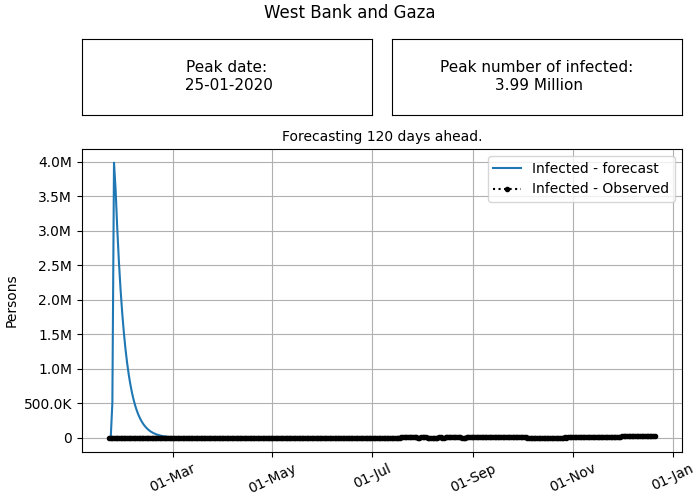 West Bank and Gaza
Peak date:
25-01-2020
Peak number of infected:
3.99 Million
Forecasting 120 days ahead.
Infected - forecast
Infected - Observed
Persons
4.0M
3.5M
3.0M
2.5M
2.0M
1.5M
1.0M
500.0K
0
01-Mar
01-May
01-Jul
01-Sep
01-Nov
01-Jan